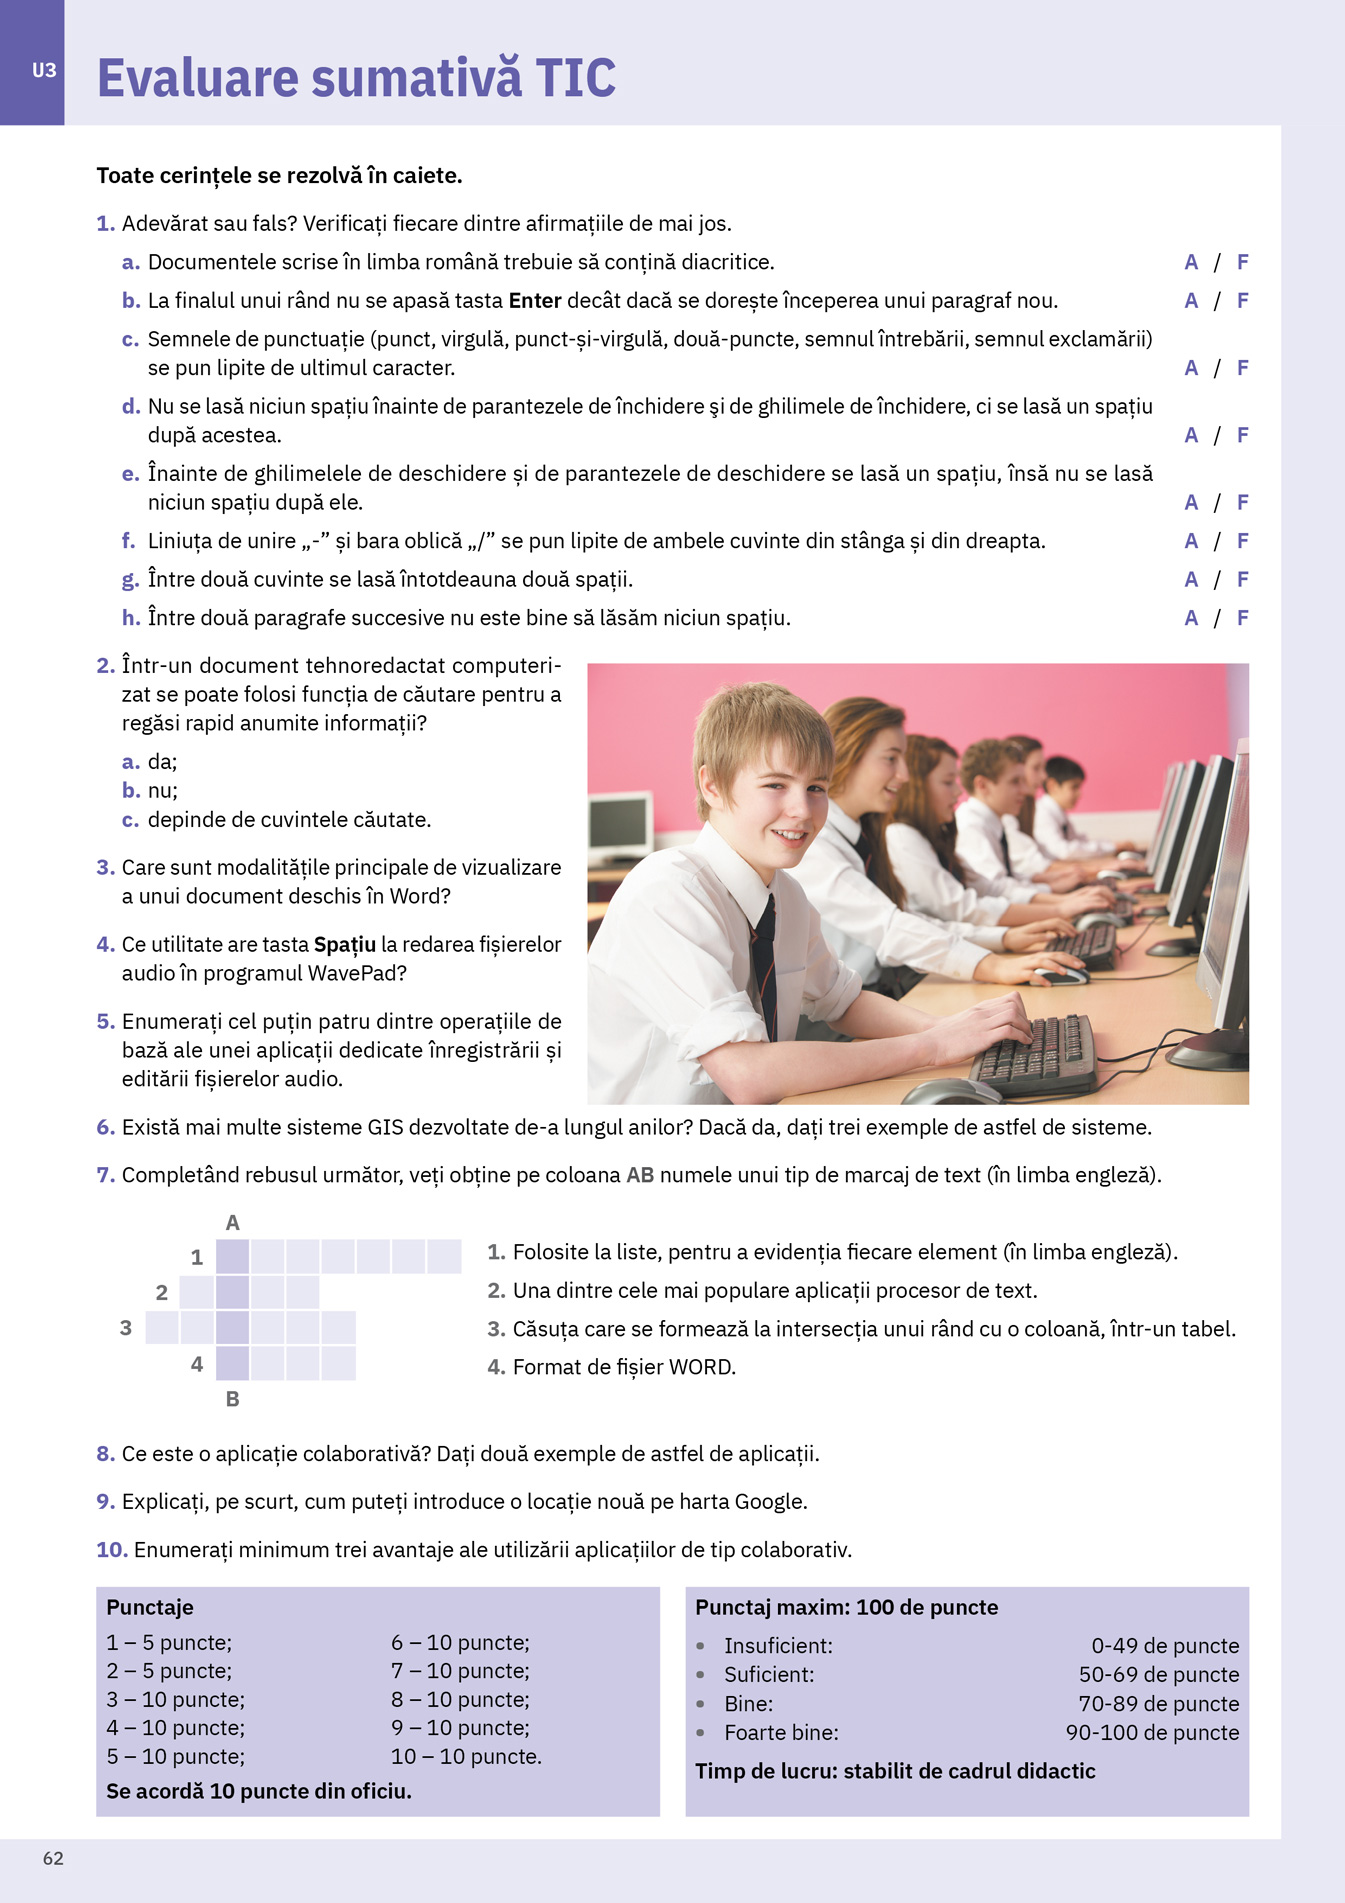 U3
Evaluare sumativă TIC
Toate cerințele se rezolvă în caiete.
1. Adevărat sau fals? Verificați fiecare dintre afirmațiile de mai jos.
a. Documentele scrise în limba română trebuie să conțină diacritice. A / F
b. La finalul unui rând nu se apasă tasta Enter decât dacă se dorește începerea unui paragraf nou. A / F
c. Semnele de punctuație (punct, virgulă, punct-și-virgulă, două-puncte, semnul întrebării, semnul exclamării)
se pun lipite de ultimul caracter. A / F
d. Nu se lasă niciun spațiu înainte de parantezele de închidere şi de ghilimele de închidere, ci se lasă un spațiu
după acestea. A / F
e. Înainte de ghilimelele de deschidere și de parantezele de deschidere se lasă un spațiu, însă nu se lasă
niciun spațiu după ele. A / F
f. Liniuța de unire „-” și bara oblică „/” se pun lipite de ambele cuvinte din stânga și din dreapta. A / F
g. Între două cuvinte se lasă întotdeauna două spații. A / F
h. Între două paragrafe succesive nu este bine să lăsăm niciun spațiu. A / F
2. Într-un document tehnoredactat computeri-
zat se poate folosi funcția de căutare pentru a
regăsi rapid anumite informații?
a. da;
b. nu;
c. depinde de cuvintele căutate.
3. Care sunt modalitățile principale de vizualizare
a unui document deschis în Word?
4. Ce utilitate are tasta Spațiu la redarea fișierelor
audio în programul WavePad?
5. Enumerați cel puțin patru dintre operațiile de
bază ale unei aplicații dedicate înregistrării și
editării fișierelor audio.
6. Există mai multe sisteme GIS dezvoltate de-a lungul anilor? Dacă da, dați trei exemple de astfel de sisteme.
7. Completând rebusul următor, veți obține pe coloana AB numele unui tip de marcaj de text (în limba engleză).
A
1
2
3
4
B
1. Folosite la liste, pentru a evidenția fiecare element (în limba engleză).
2. Una dintre cele mai populare aplicații procesor de text.
3. Căsuța care se formează la intersecția unui rând cu o coloană, într-un tabel.
4. Format de fișier WORD.
8. Ce este o aplicație colaborativă? Dați două exemple de astfel de aplicații.
9. Explicați, pe scurt, cum puteți introduce o locație nouă pe harta Google.
10. Enumerați minimum trei avantaje ale utilizării aplicațiilor de tip colaborativ.
Punctaje
1 – 5 puncte; 6 – 10 puncte;
2 – 5 puncte; 7 – 10 puncte;
3 – 10 puncte; 8 – 10 puncte;
4 – 10 puncte; 9 – 10 puncte;
5 – 10 puncte; 10 – 10 puncte.
Se acordă 10 puncte din oficiu.
Punctaj maxim: 100 de puncte
• Insuficient: 0-49 de puncte
• Suficient: 50-69 de puncte
• Bine: 70-89 de puncte
• Foarte bine: 90-100 de puncte
Timp de lucru: stabilit de cadrul didactic
62